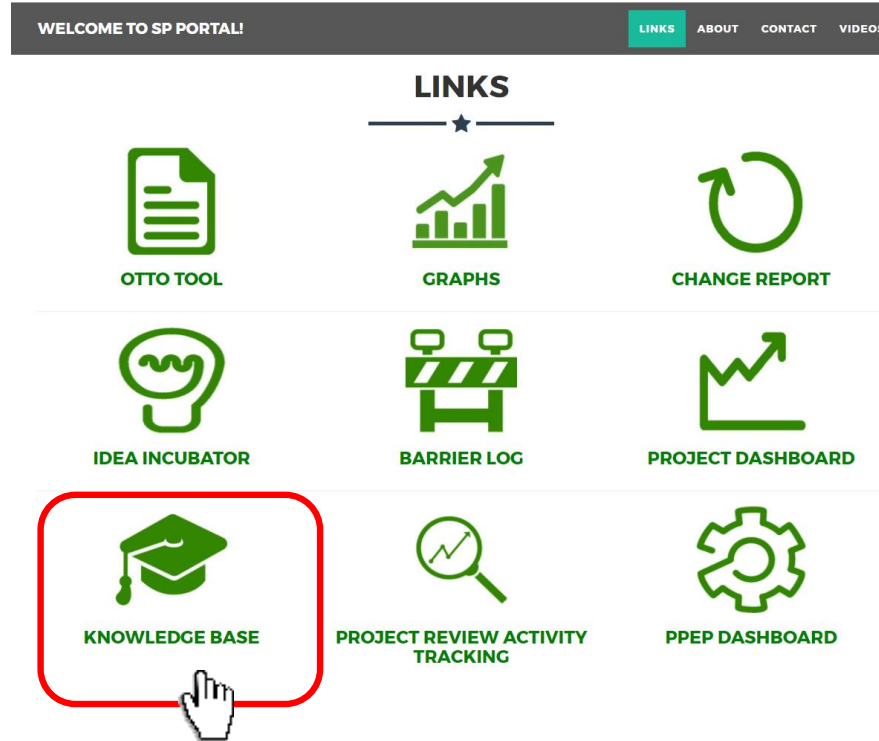 WELCOME TO SP PORTAL!
LINKS ABOUT CONTACT VIDEOS
LINKS
OTTO TOOL
GRAPHS
CHANGE REPORT
IDEA INCUBATOR
BARRIER LOG
PROJECT DASHBOARD
KNOWLEDGE BASE
PROJECT REVIEW ACTIVITY
TRACKING
PPEP DASHBOARD